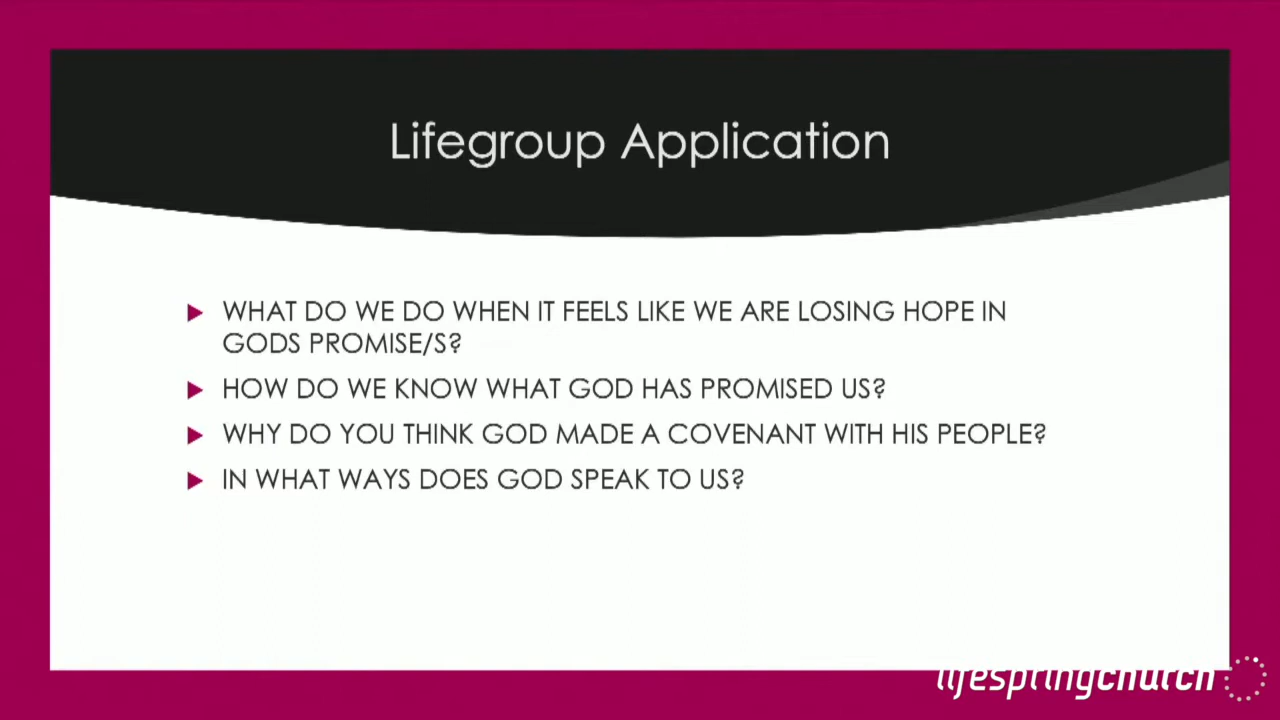 Lifegroup Application
WHAT DO WE DO WHEN IT FEELS LIKE WE ARE LOSING HOPE IN
GODS PROMISE/S?
HOW DO WE KNOW WHAT GOD HAS PROMISED US?
WHY DO YOU THINK GOD MADE A COVENANT WITH HIS PEOPLE?
IN WHAT WAYS DOES GOD SPEAK TO US?
lifespringchurch